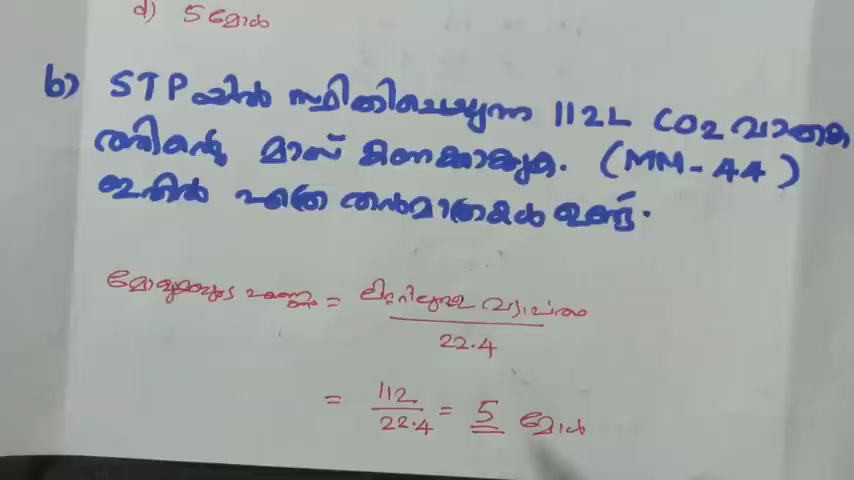 d) 5 മോൾ
b) STP യിൽ സ്ഥിതിചെയ്യുന്ന 112L CO2 വാതക
ത്തിന്റെ മാസ് കണക്കാക്കുക. (MM-44)
ഇതിൽ എത്ര തൻമാത്രകൾ ഉണ്ട്.
മോളുകളുടെ എണ്ണം = ലിറ്ററിലുള്ള വ്യാപ്തം
22.4
= 112 = 5 മോൾ
22.4